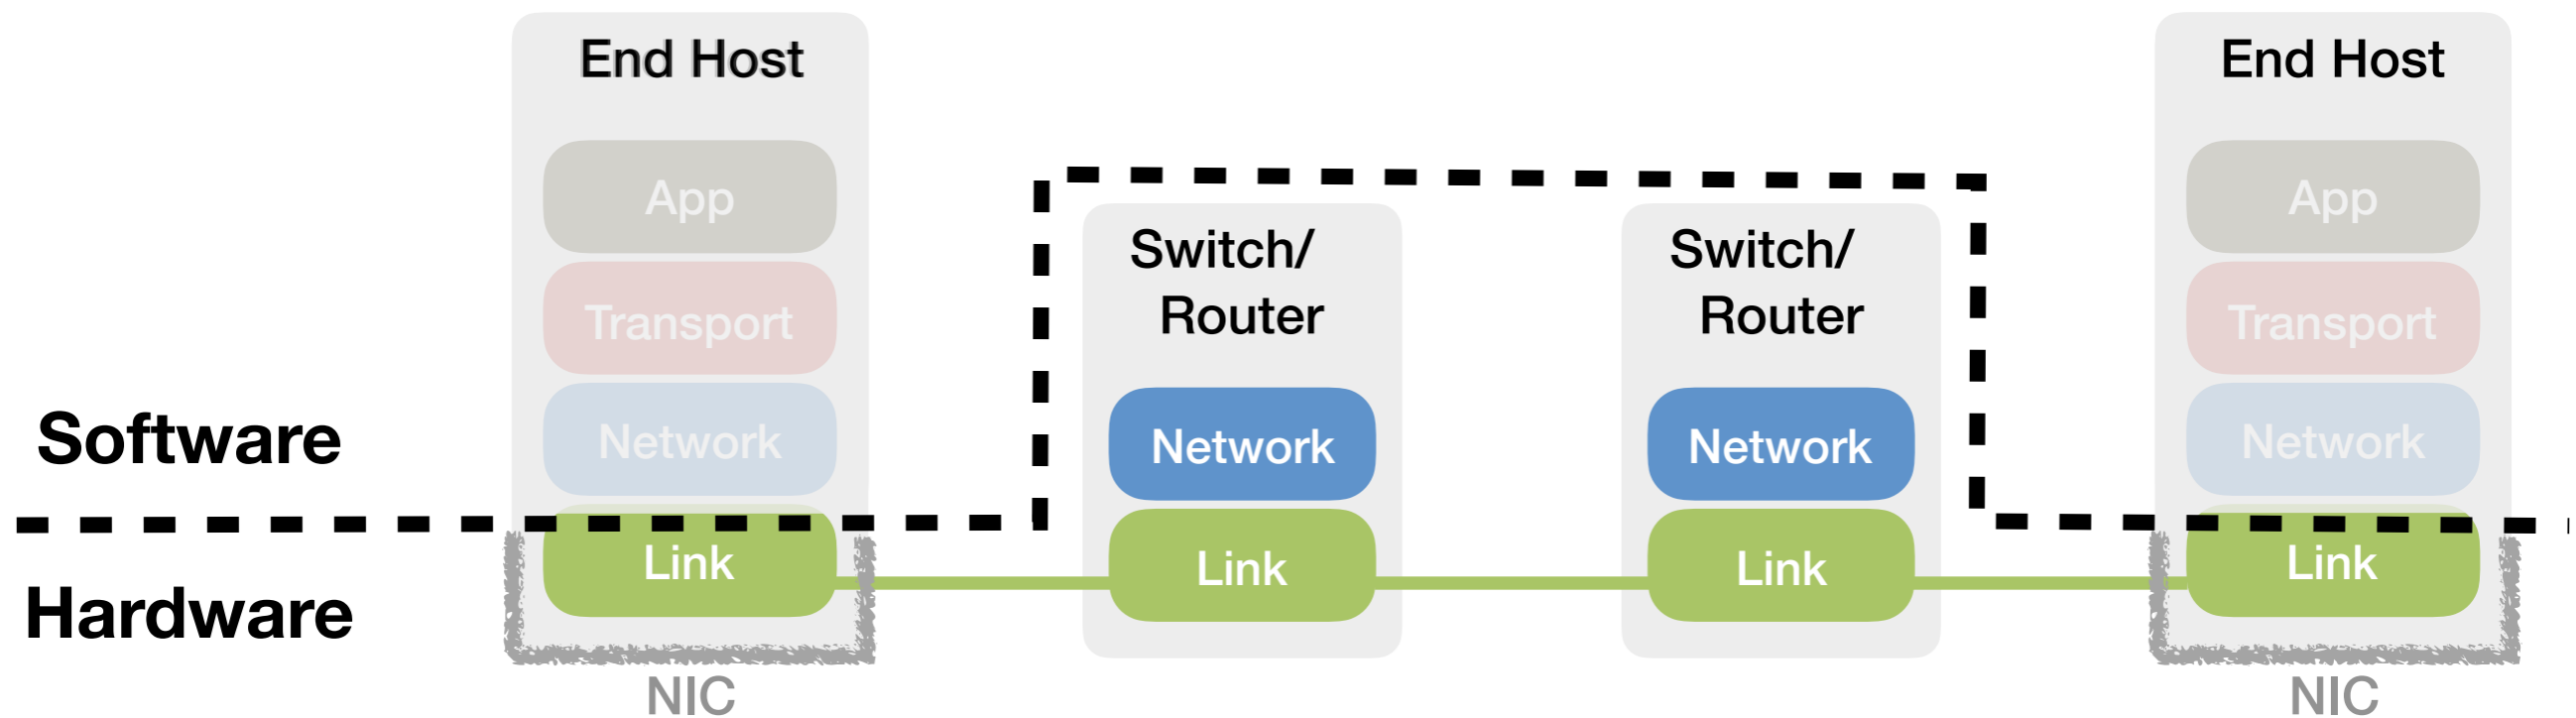 End Host
App
Transport
Network
Link
NIC
Switch/
Router
Network
Link
Switch/
Router
Network
Link
End Host
App
Transport
Network
Link
NIC
Software
Hardware